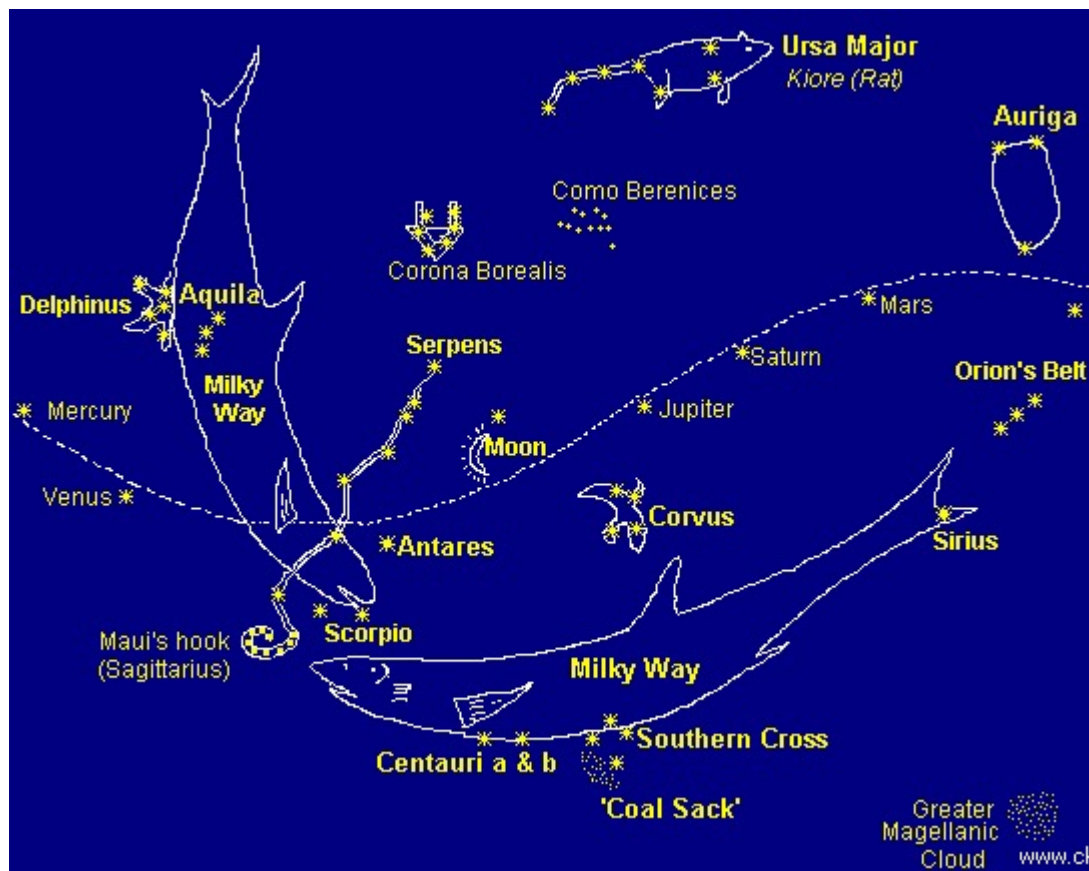 Ursa Major
Kiore (Rat)
Auriga
Como Berenices
Corona Borealis
Delphinus
Aquila
Mars
Serpens
Saturn
Orion's Belt
Milky
Way
Mercury
Jupiter
Moon
Venus
Corvus
Antares
Sirius
Scorpio
Maui's hook
(Sagittarius)
Milky Way
Southern Cross
Centauri a & b
'Coal Sack'
Greater
Magellanic
Cloud
www.ck